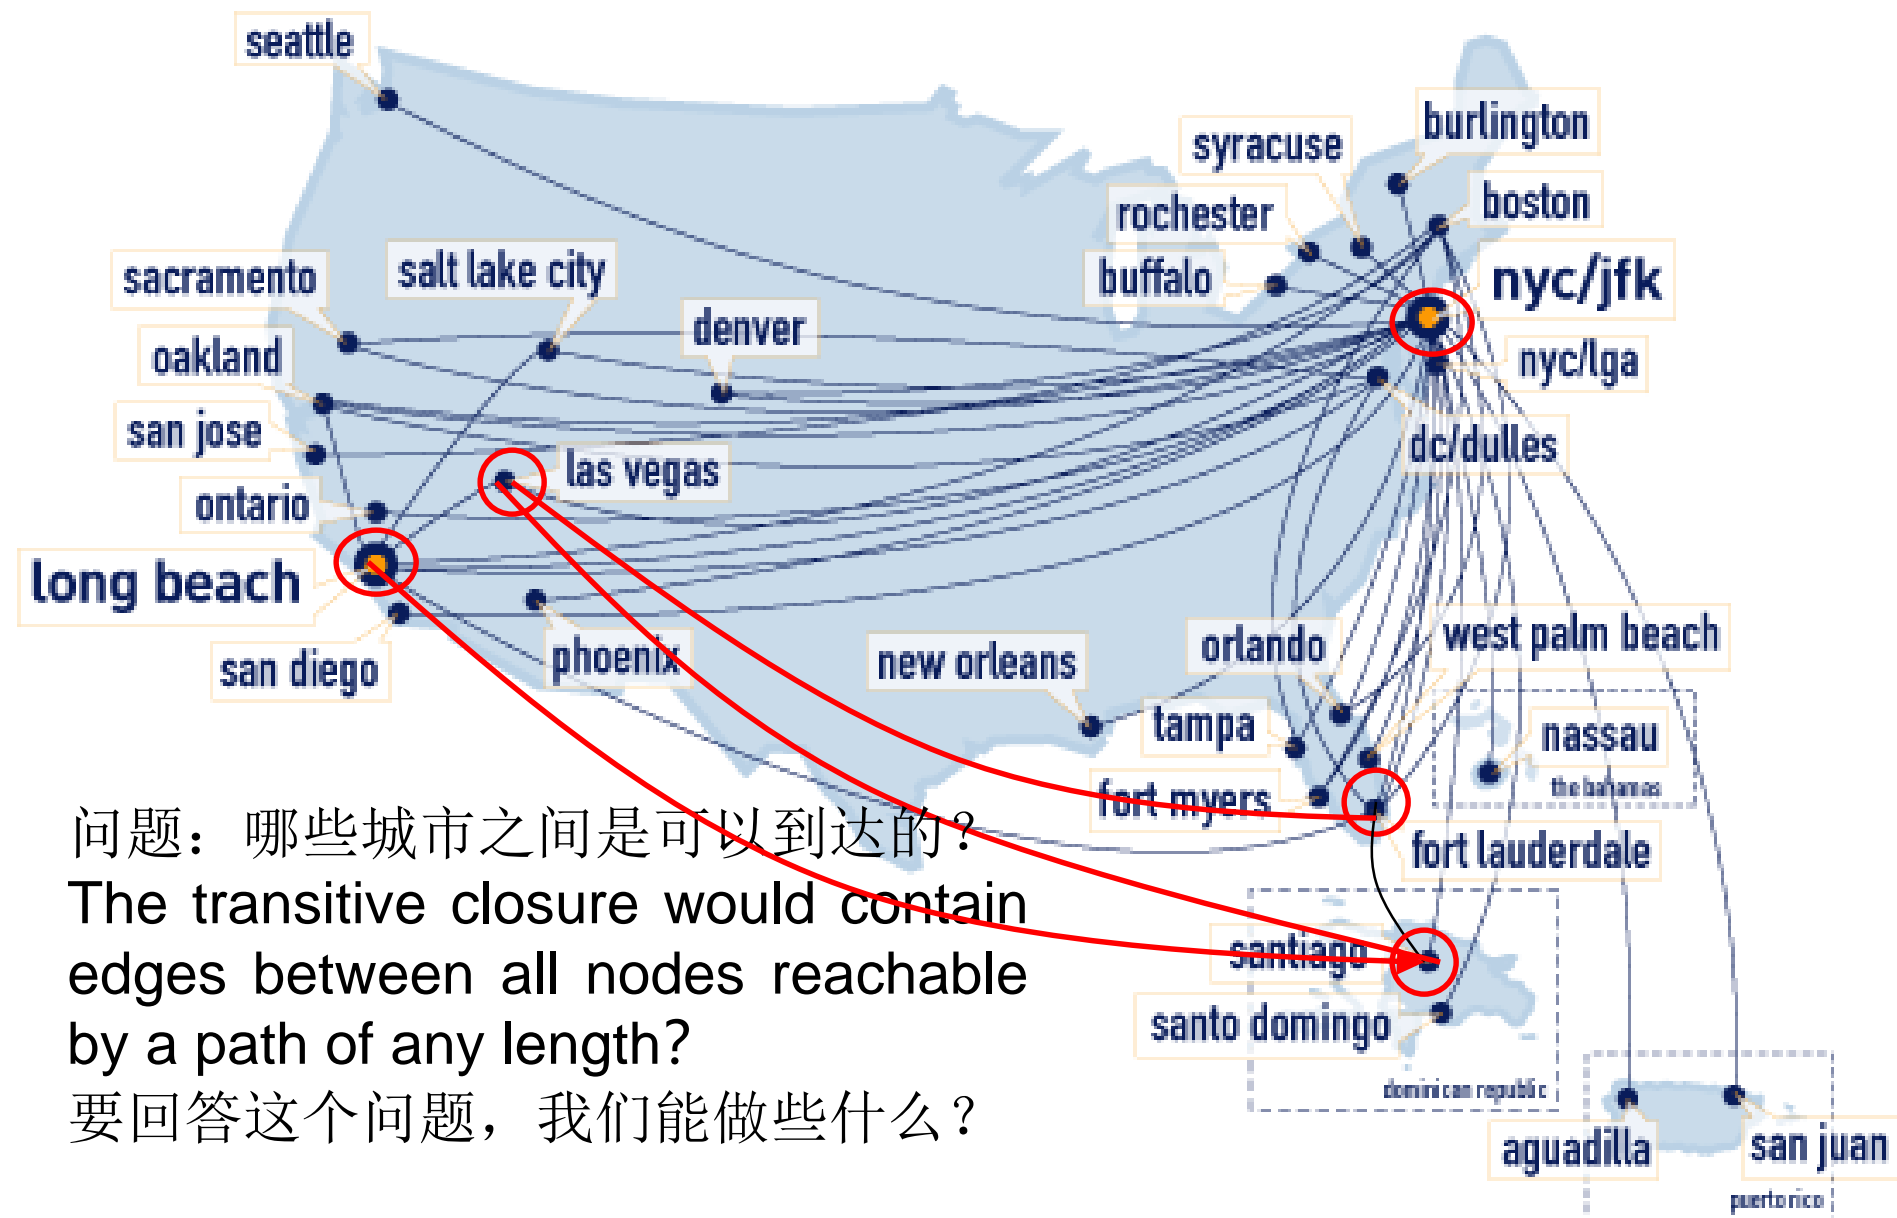 seattle
burlington
syracuse
boston
rochester
nyc/jfk
buffalo
salt lake city
sacramento
denver
oakland
nyc/lga
san jose
dc/dulles
las vegas
ontario
long beach
orlando
west palm beach
phoenix
new orleans
san diego
tampa
nassau
the bahamas
fort myers
fort lauderdale
问题：哪些城市之间是可以到达的？
The transitive closure would contain
edges between all nodes reachable
by a path of any length？
要回答这个问题，我们能做些什么？
santiago
santo domingo
dominican republic
aguadilla
san juan
puerto rico